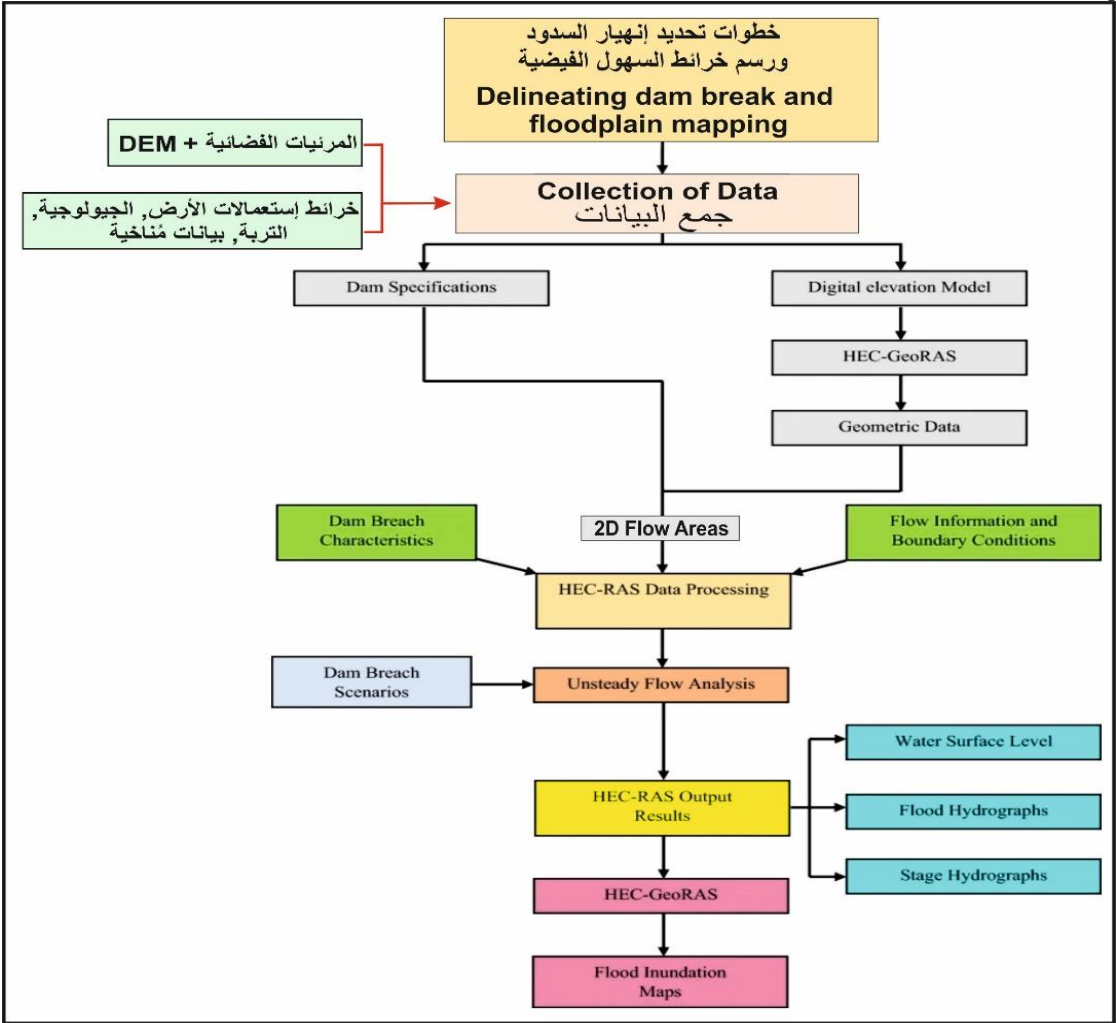 خطوات تحديد إنهيار السدود
ورسم خرائط السهول الفيضية
Delineating dam break and
floodplain mapping
المرئيات الفضائية + DEM
Collection of Data
جمع البيانات
خرائط إستعمالات الأرض, الجيولوجية,
التربة, بيانات مُناخية
Dam Specifications
Digital elevation Model
HEC-GeoRAS
Geometric Data
Dam Breach
Characteristics
2D Flow Areas
Flow Information and
Boundary Conditions
HEC-RAS Data Processing
Dam Breach
Scenarios
Unsteady Flow Analysis
Water Surface Level
HEC-RAS Output
Results
Flood Hydrographs
Stage Hydrographs
HEC-GeoRAS
Flood Inundation
Maps